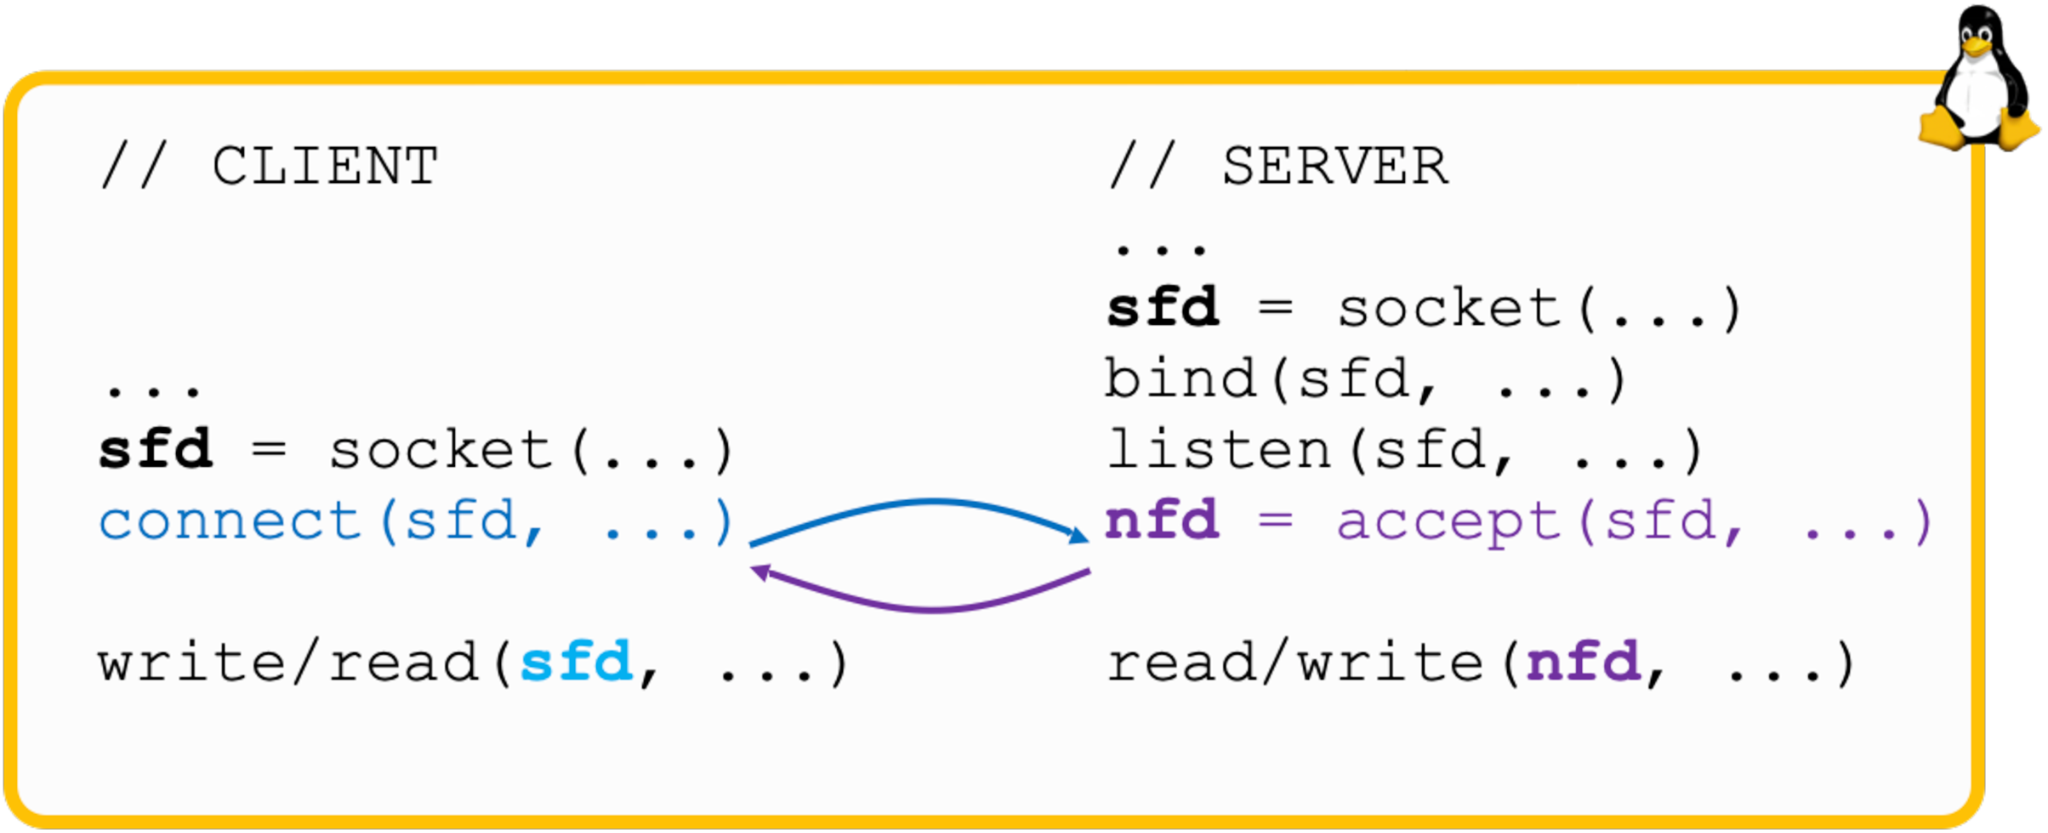 // CLIENT
...
sfd = socket(...)
connect(sfd, ...)
write/read(sfd, ...)
// SERVER
...
sfd = socket(...)
bind(sfd, ...)
listen(sfd, ...)
nfd = accept(sfd, ...)
read/write(nfd, ...)